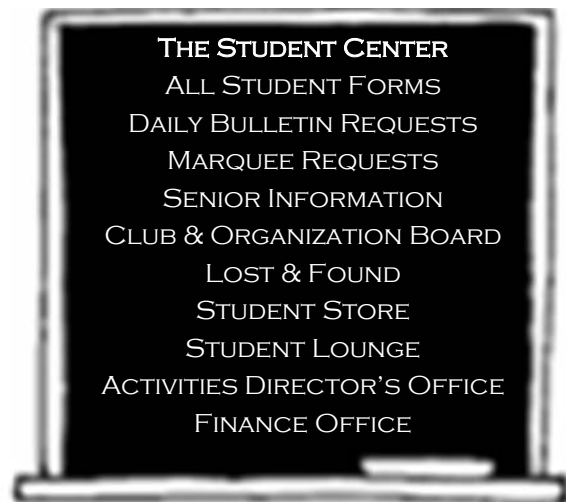 The Student Center
All Student Forms
Daily Bulletin Requests
Marquee Requests
Senior Information
Club & Organization Board
Lost & Found
Student Store
Student Lounge
Activities Director’s Office
Finance Office